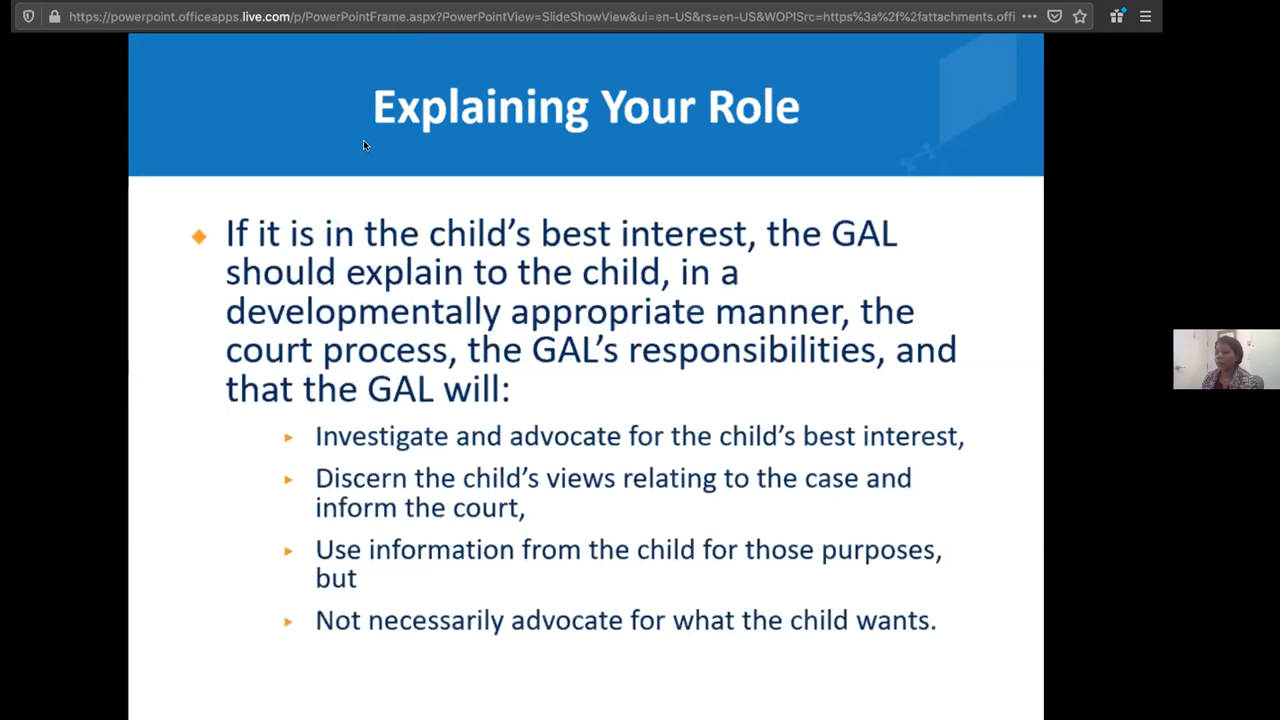 https://powerpoint.officeapps.live.com/p/PowerPointFrame.aspx?PowerPointView=SlideShowView&ui=en-US&rs=en-US&WOPISrc=https%3a%2f%2fattachments.offi
Explaining Your Role
If it is in the child’s best interest, the GAL
should explain to the child, in a
developmentally appropriate manner, the
court process, the GAL’s responsibilities, and
that the GAL will:
Investigate and advocate for the child’s best interest,
Discern the child’s views relating to the case and
inform the court,
Use information from the child for those purposes,
but
Not necessarily advocate for what the child wants.